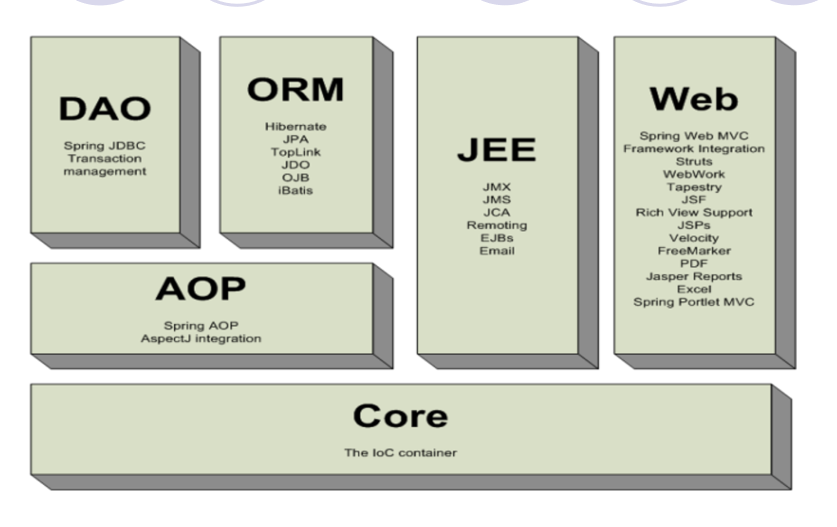 DAO
Spring JDBC
Transaction
management
ORM
Hibernate
JPA
TopLink
JDO
OJB
iBatis
JEE
JMX
JMS
JCA
Remoting
EJBs
Email
Web
Spring Web MVC
Framework Integration
Struts
WebWork
Tapestry
JSF
Rich View Support
JSPs
Velocity
FreeMarker
PDF
Jasper Reports
Excel
Spring Portlet MVC
AOP
Spring AOP
AspectJ integration
Core
The IoC container